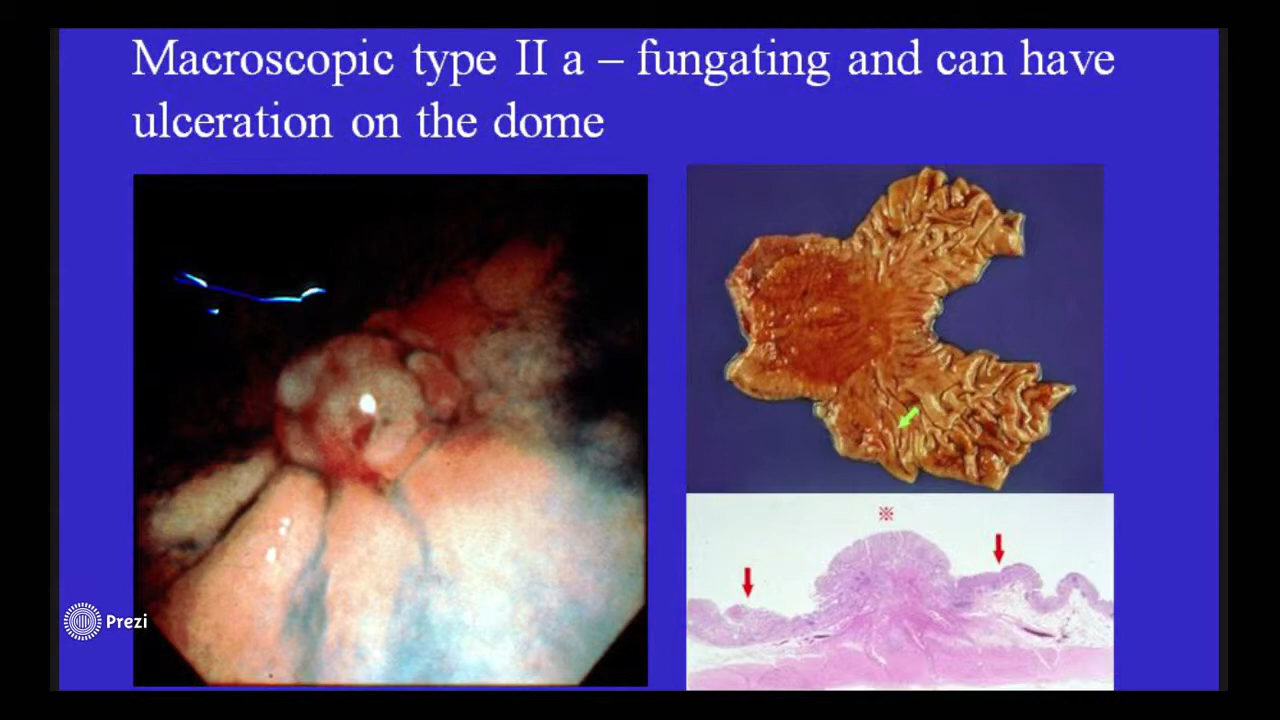 Macroscopic type II a – fungating and can have
ulceration on the dome
※
Prezi